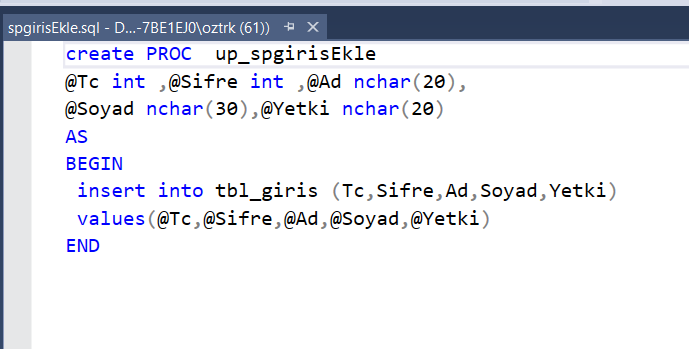 spgirisEkle.sql - D...-7BE1EJ0\oztrk (61))
create PROC  up_spgirisEkle
@Tc int ,@Sifre int ,@Ad nchar(20),
@Soyad nchar(30),@Yetki nchar(20)
AS
BEGIN
 insert into tbl_giris (Tc,Sifre,Ad,Soyad,Yetki)
 values(@Tc,@Sifre,@Ad,@Soyad,@Yetki)
END